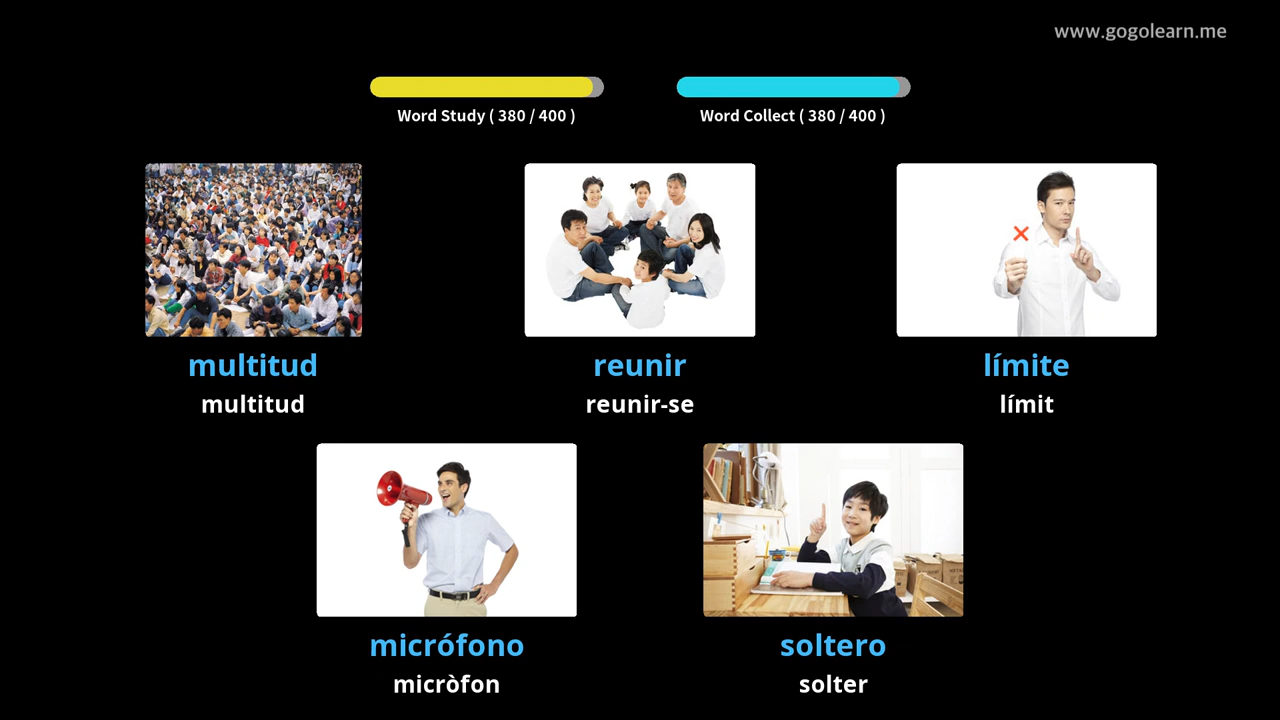 www.gogolearn.me
Word Study ( 380 / 400 )
Word Collect ( 380 / 400 )
multitud
multitud
reunir
reunir-se
límite
límit
micrófono
micròfon
soltero
solter